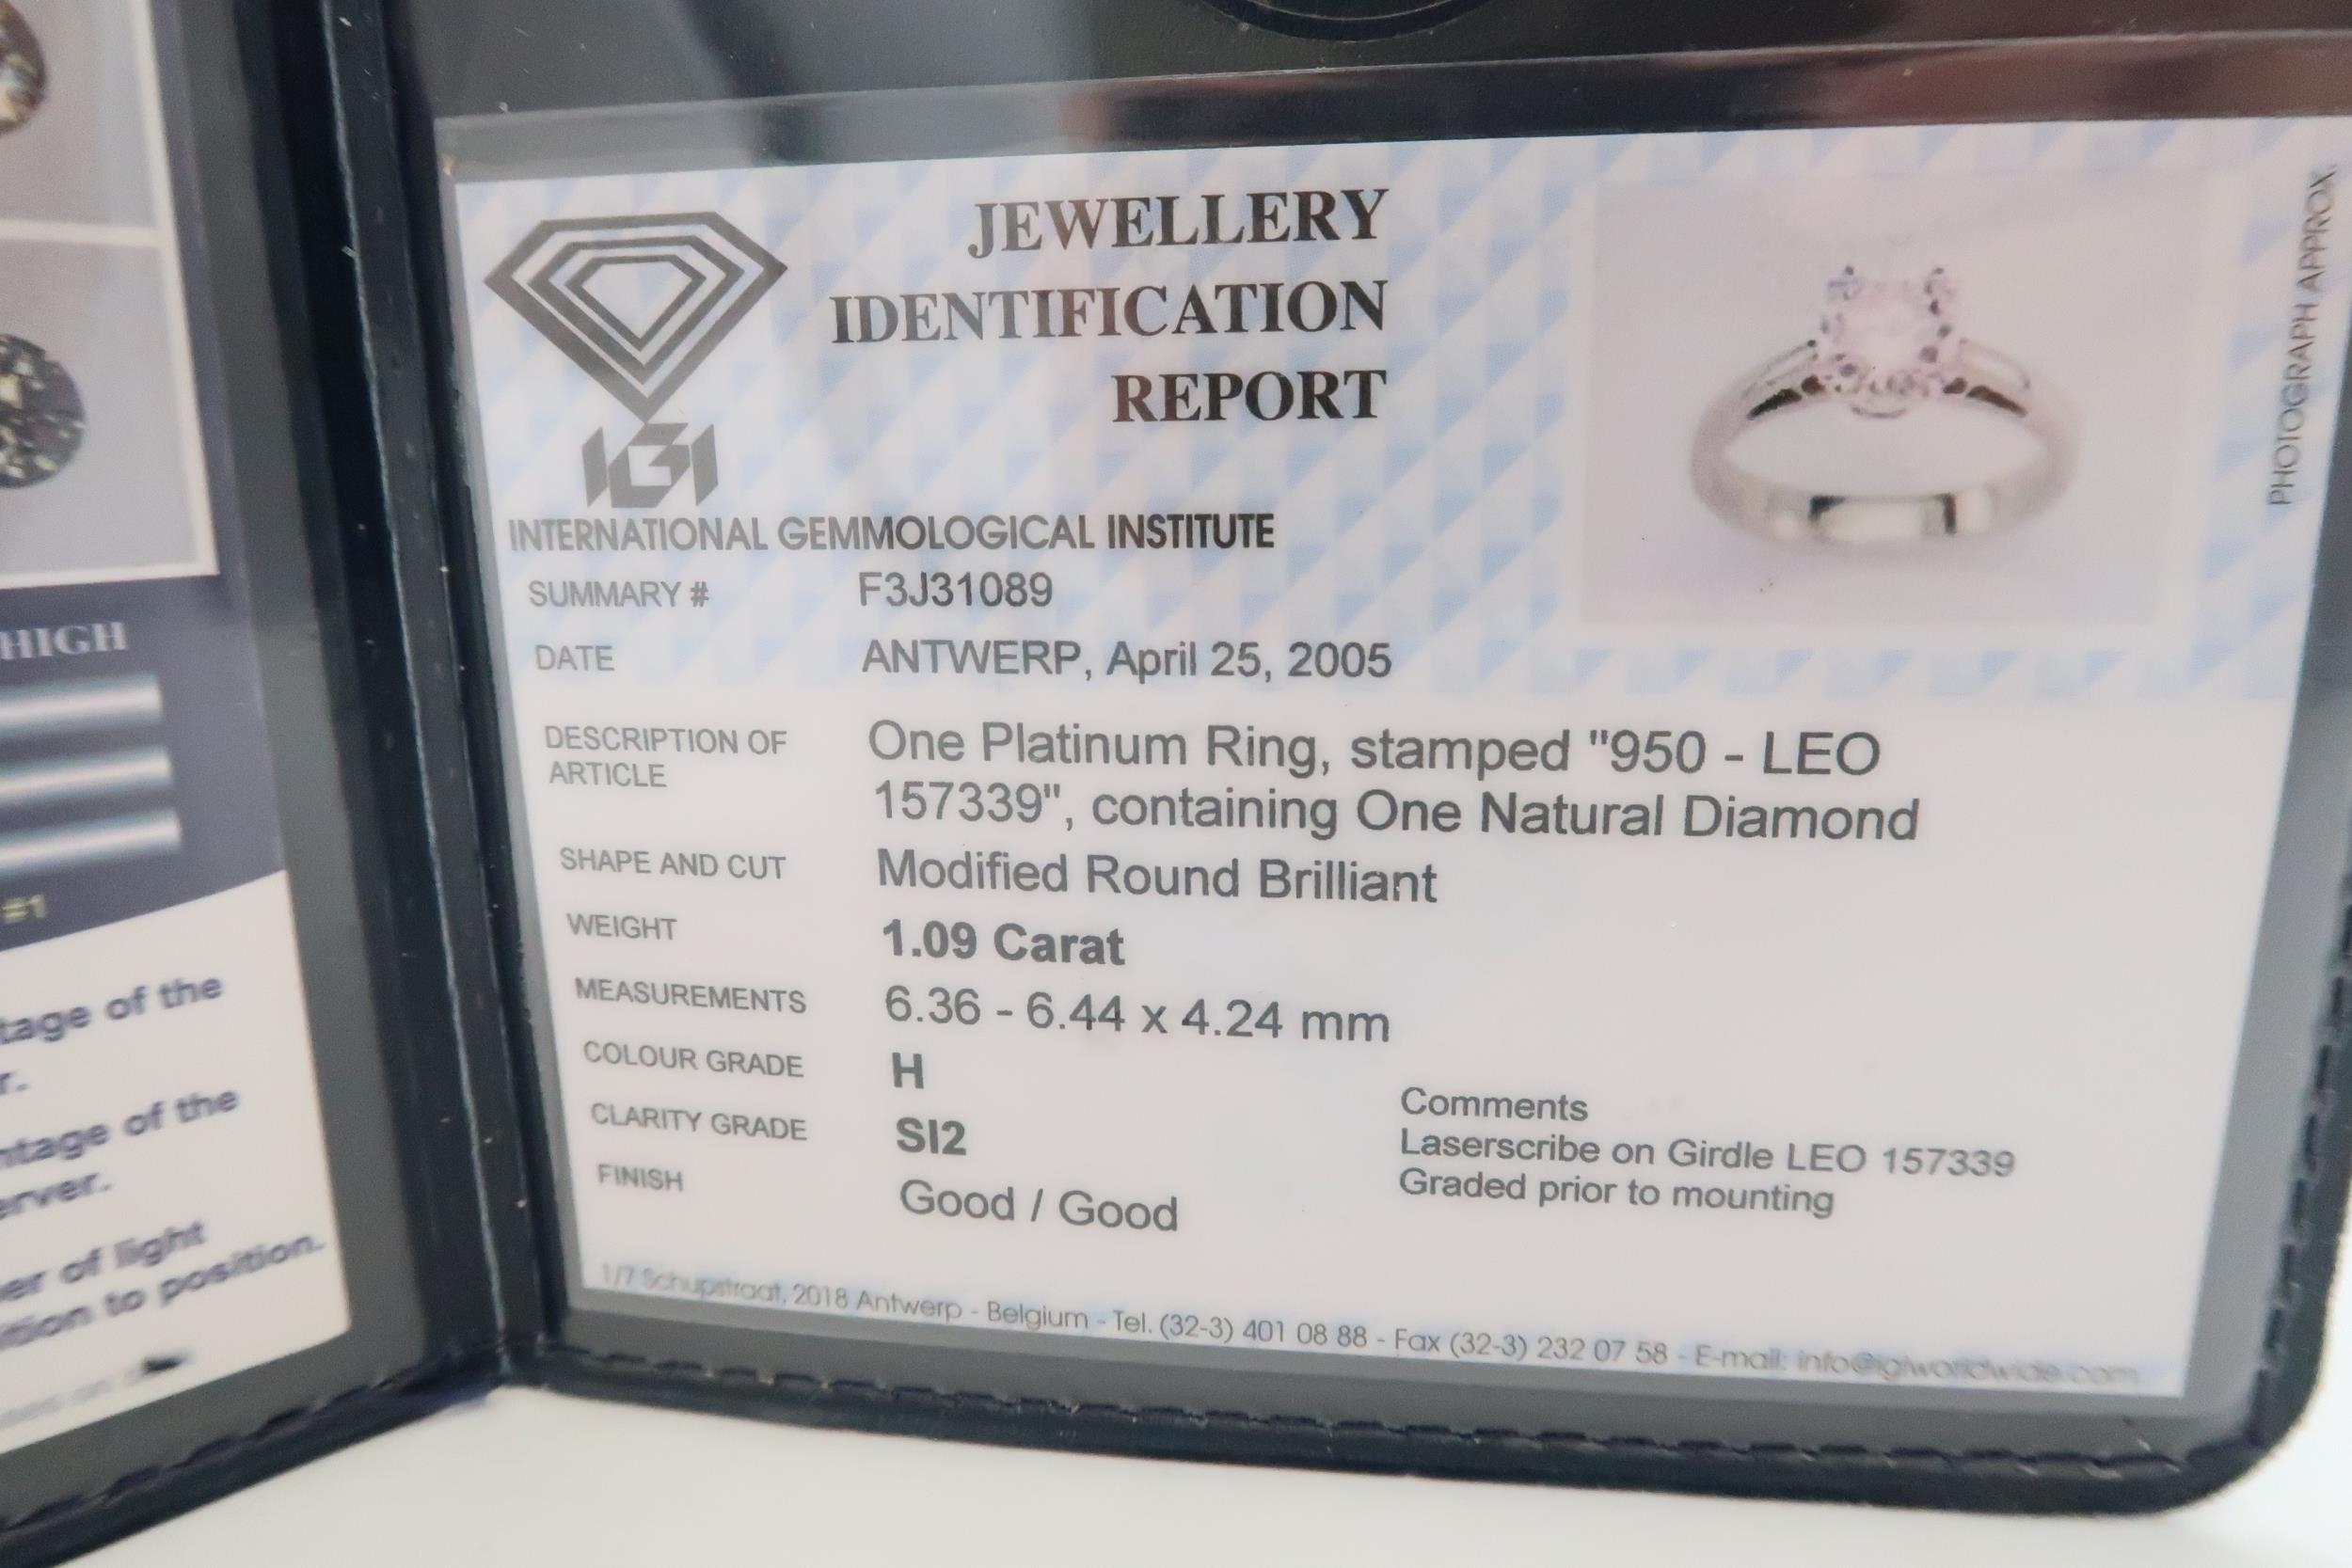 HIGH
#1
tage of the
r.
ntage of the
erver.
er of light
ition to position.
JEWELLERY
IDENTIFICATION
REPORT
IGI
INTERNATIONAL GEMMOLOGICAL INSTITUTE
SUMMARY # F3J31089
DATE ANTWERP, April 25, 2005
DESCRIPTION OF ARTICLE One Platinum Ring, stamped "950 - LEO
157339", containing One Natural Diamond
SHAPE AND CUT Modified Round Brilliant
WEIGHT 1.09 Carat
MEASUREMENTS 6.36 - 6.44 x 4.24 mm
COLOUR GRADE H
CLARITY GRADE SI2
FINISH Good / Good
Comments
Laserscribe on Girdle LEO 157339
Graded prior to mounting
1/7 Schupstraat, 2018 Antwerp - Belgium - Tel. (32-3) 401 08 88 - Fax (32-3) 232 07 58 - E-mail: info@igiworldwide.com
PHOTOGRAPH APPROX.